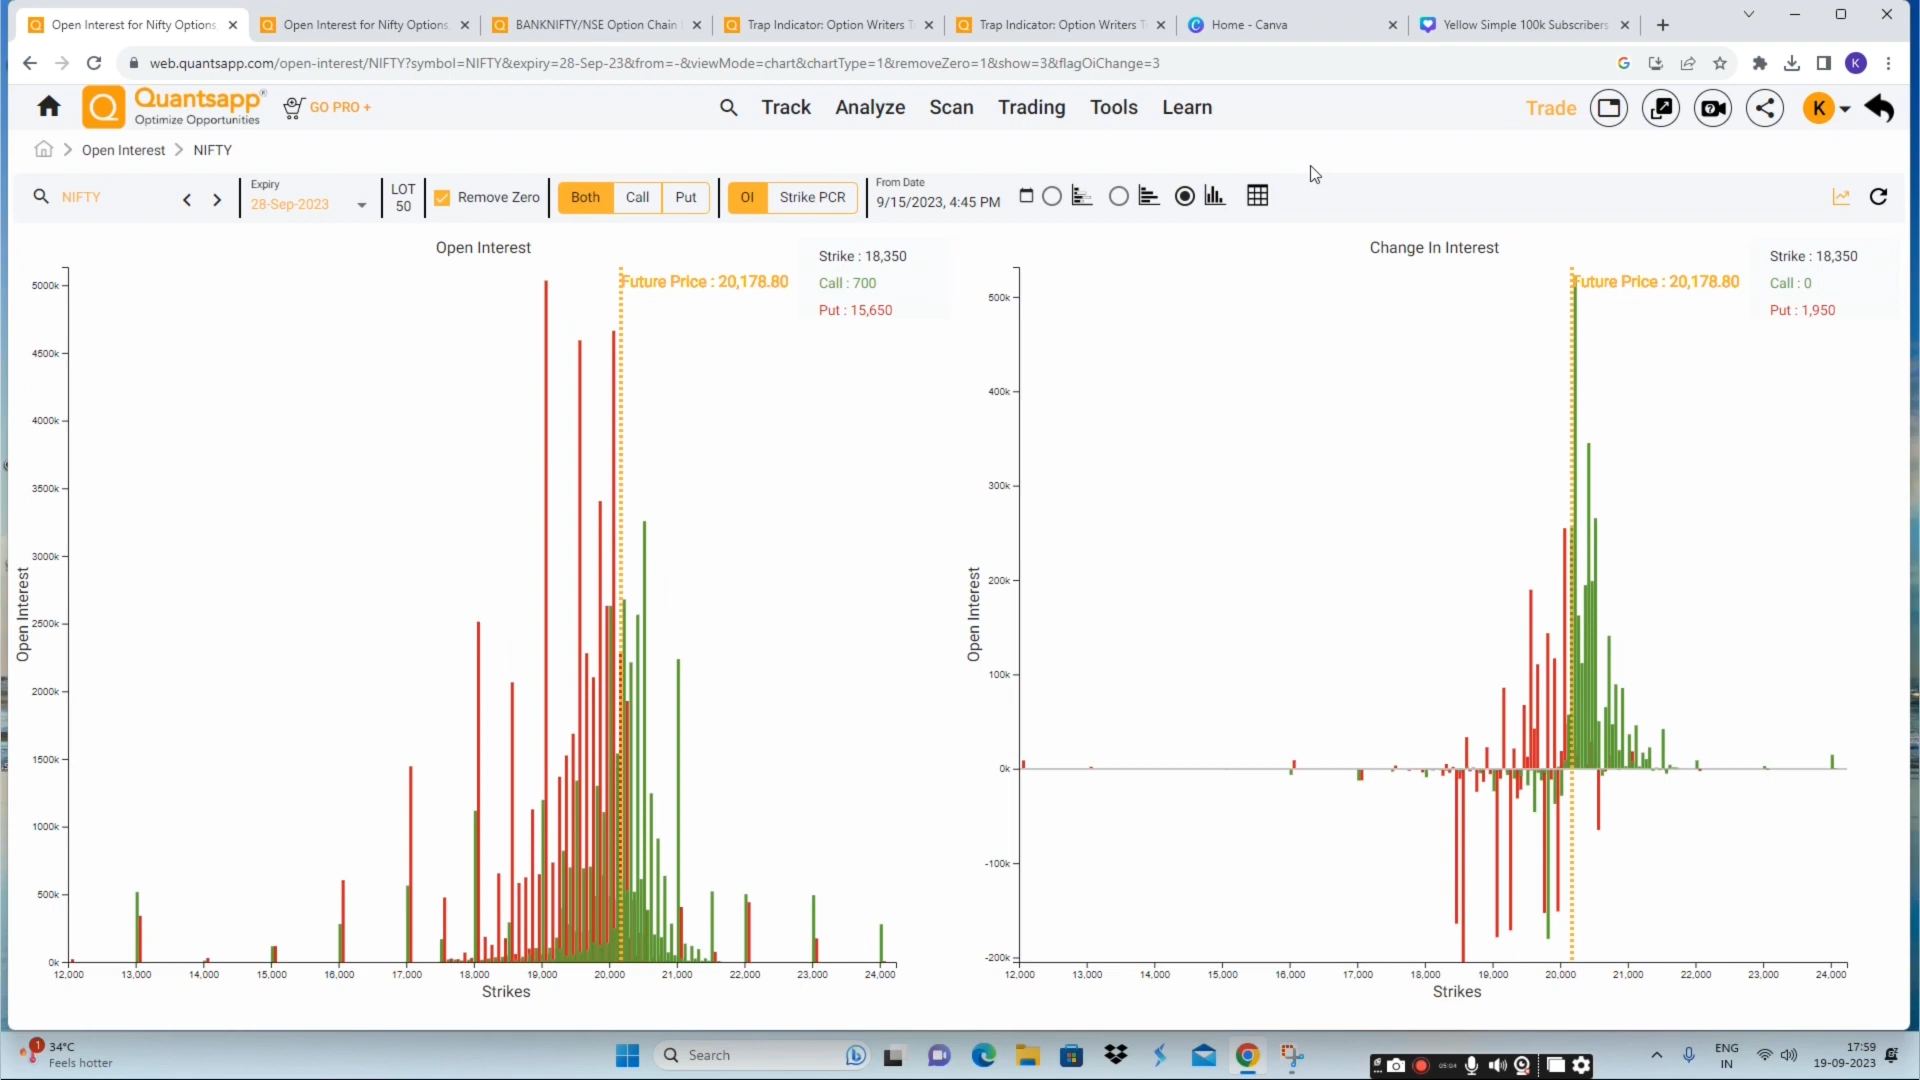 Open Interest for Nifty Options
Open Interest for Nifty Options
BANKNIFTY/NSE Option Chain
Trap Indicator: Option Writers
Trap Indicator: Option Writers
Home - Canva
Yellow Simple 100k Subscribers
web.quantsapp.com/open-interest/NIFTY?symbol=NIFTY&expiry=28-Sep-23&from=-&viewMode=chart&chartType=1&removeZero=1&show=3&flagOiChange=3
K
Quantsapp
Optimize Opportunities
GO PRO +
Track
Analyze
Scan
Trading
Tools
Learn
Trade
K
Open Interest > NIFTY
NIFTY
Expiry
28-Sep-2023
LOT
50
Remove Zero
Both
Call
Put
OI
Strike PCR
From Date
9/15/2023, 4:45 PM
Open Interest
Future Price : 20,178.80
Strike : 18,350
Call : 700
Put : 15,650
5000k
4500k
4000k
3500k
3000k
2500k
2000k
1500k
1000k
500k
0k
Open Interest
12,000 13,000 14,000 15,000 16,000 17,000 18,000 19,000 20,000 21,000 22,000 23,000 24,000
Strikes
Change In Interest
Future Price : 20,178.80
Strike : 18,350
Call : 0
Put : 1,950
500k
400k
300k
200k
100k
0k
-100k
-200k
Open Interest
12,000 13,000 14,000 15,000 16,000 17,000 18,000 19,000 20,000 21,000 22,000 23,000 24,000
Strikes
1
34°C
Feels hotter
Search
05:04
ENG
IN
17:59
19-09-2023